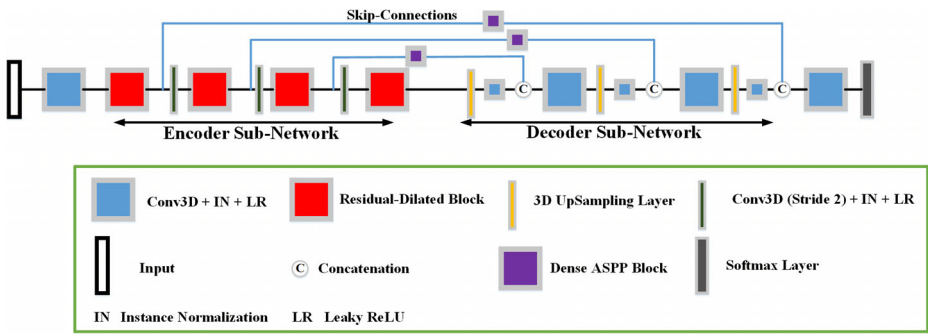 Skip-Connections
C
C
C
Encoder Sub-Network
Decoder Sub-Network
Conv3D + IN + LR
Residual-Dilated Block
3D UpSampling Layer
Conv3D (Stride 2) + IN + LR
Input
C Concatenation
Dense ASPP Block
Softmax Layer
IN Instance Normalization
LR Leaky ReLU